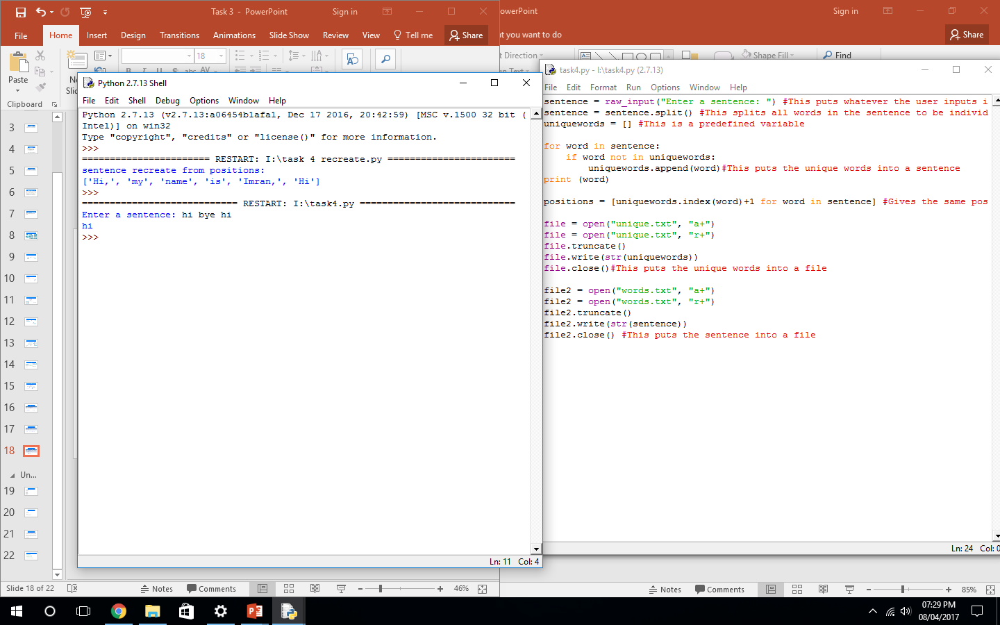 Task 3 - PowerPoint
Sign in
File
Home
Insert
Design
Transitions
Animations
Slide Show
Review
View
Tell me
Share
18
Paste
Clipboard
owerPoint
Sign in
t you want to do
Share
Direction
Shape Fill
Find
Python 2.7.13 Shell
File Edit Shell Debug Options Window Help
Python 2.7.13 (v2.7.13:a06454b1afa1, Dec 17 2016, 20:42:59) [MSC v.1500 32 bit (
Intel)] on win32
Type "copyright", "credits" or "license()" for more information.
>>>
======================= RESTART: I:\task 4 recreate.py =======================
sentence recreate from positions:
['Hi,', 'my', 'name', 'is', 'Imran,', 'Hi']
>>>
============================ RESTART: I:\task4.py ============================
Enter a sentence: hi bye hi
hi
>>>
Ln: 11 Col: 4
task4.py - I:\task4.py (2.7.13)
File Edit Format Run Options Window Help
sentence = raw_input("Enter a sentence: ") #This puts whatever the user inputs i
sentence = sentence.split() #This splits all words in the sentence to be individ
uniquewords = [] #This is a predefined variable
for word in sentence:
    if word not in uniquewords:
        uniquewords.append(word)#This puts the unique words into a sentence
print (word)
positions = [uniquewords.index(word)+1 for word in sentence] #Gives the same pos
file = open("unique.txt", "a+")
file = open("unique.txt", "r+")
file.truncate()
file.write(str(uniquewords))
file.close()#This puts the unique words into a file
file2 = open("words.txt", "a+")
file2 = open("words.txt", "r+")
file2.truncate()
file2.write(str(sentence))
file2.close() #This puts the sentence into a file
Ln: 24 Col: 0
3
4
5
6
7
8
9
10
11
12
13
14
15
16
17
18
Un...
19
20
21
22
Slide 18 of 22
Notes
Comments
46%
Notes
Comments
85%
07:29 PM
08/04/2017